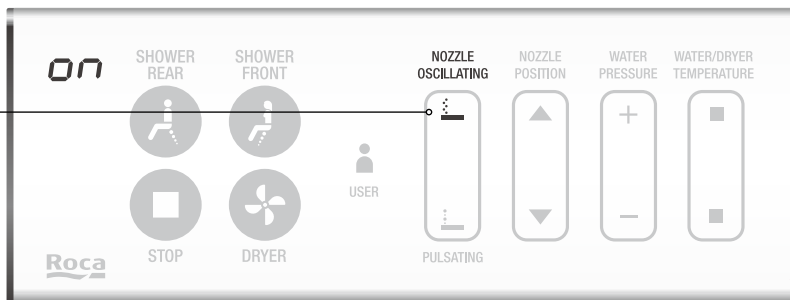 on
SHOWER
REAR
SHOWER
FRONT
NOZZLE
OSCILLATING
NOZZLE
POSITION
WATER
PRESSURE
WATER/DRYER
TEMPERATURE
USER
STOP
DRYER
PULSATING
Roca